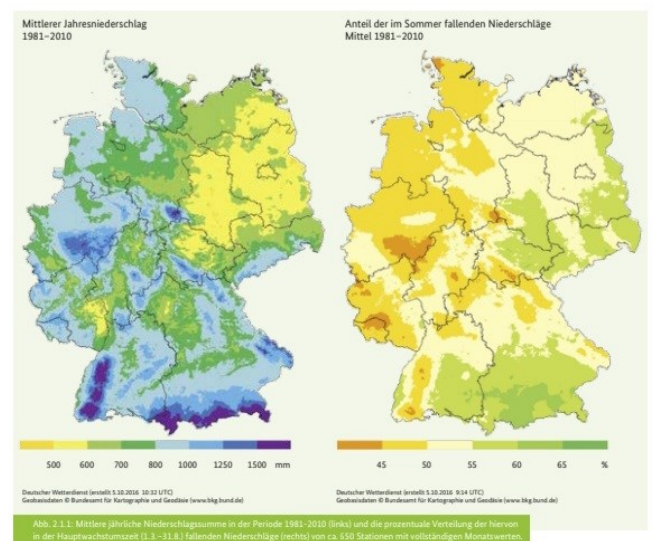 Mittlerer Jahresniederschlag
1981–2010
Anteil der im Sommer fallenden Niederschläge
Mittel 1981–2010
500 600 700 800 1000 1250 1500 mm
45 50 55 60 65 %
Deutscher Wetterdienst (erstellt 5.10.2016 10:32 UTC)
Geobasisdaten © Bundesamt für Kartographie und Geodäsie (www.bkg.bund.de)
Deutscher Wetterdienst (erstellt 5.10.2016 9:14 UTC)
Geobasisdaten © Bundesamt für Kartographie und Geodäsie (www.bkg.bund.de)
Abb. 2.1.1: Mittlere jährliche Niederschlagssumme in der Periode 1981-2010 (links) und die prozentuale Verteilung der hiervon
in der Hauptwachstumszeit (1.3.–31.8.) fallenden Niederschläge (rechts) von ca. 550 Stationen mit vollständigen Monatswerten.